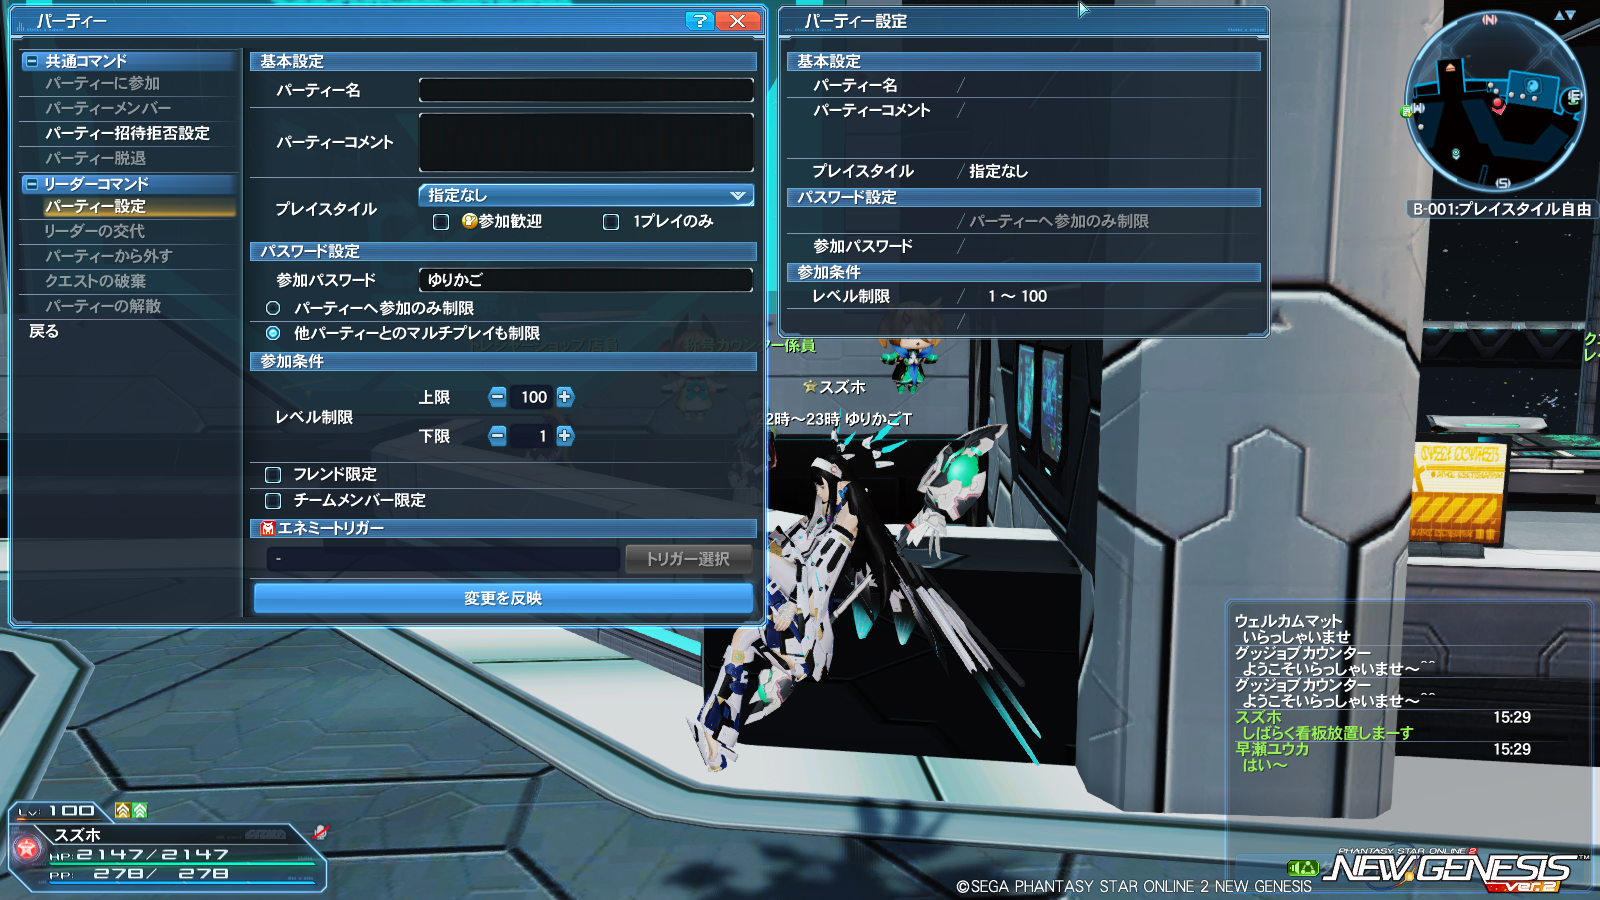 パーティー
?
共通コマンド
パーティーに参加
パーティーメンバー
パーティー招待拒否設定
パーティー脱退
リーダーコマンド
パーティー設定
リーダーの交代
パーティーから外す
クエストの破棄
パーティーの解散
戻る
基本設定
パーティー名
パーティーコメント
プレイスタイル
指定なし
参加歓迎
1プレイのみ
パスワード設定
参加パスワード
ゆりかご
パーティーへ参加のみ制限
他パーティーとのマルチプレイも制限
参加条件
レベル制限
上限
100
下限
1
フレンド限定
チームメンバー限定
エネミートリガー
-
トリガー選択
変更を反映
パーティー設定
基本設定
パーティー名 /
パーティーコメント /
プレイスタイル /指定なし
パスワード設定
/パーティーへ参加のみ制限
参加パスワード /
参加条件
レベル制限 / 1 ～ 100
/
ー係員
スズホ
2時～23時 ゆりかごT
N
W
E
S
B-001:プレイスタイル自由
ウェルカムマット
いらっしゃいませ
グッジョブカウンター
ようこそいらっしゃいませ～^^
グッジョブカウンター
ようこそいらっしゃいませ～^^
スズホ 15:29
しばらく看板放置しまーす
早瀬ユウカ 15:29
はい～
Lv. 100
スズホ
HP:2147/2147
PP: 278/ 278
PHANTASY STAR ONLINE 2
NEW GENESIS
ver.2
©SEGA PHANTASY STAR ONLINE 2 NEW GENESIS